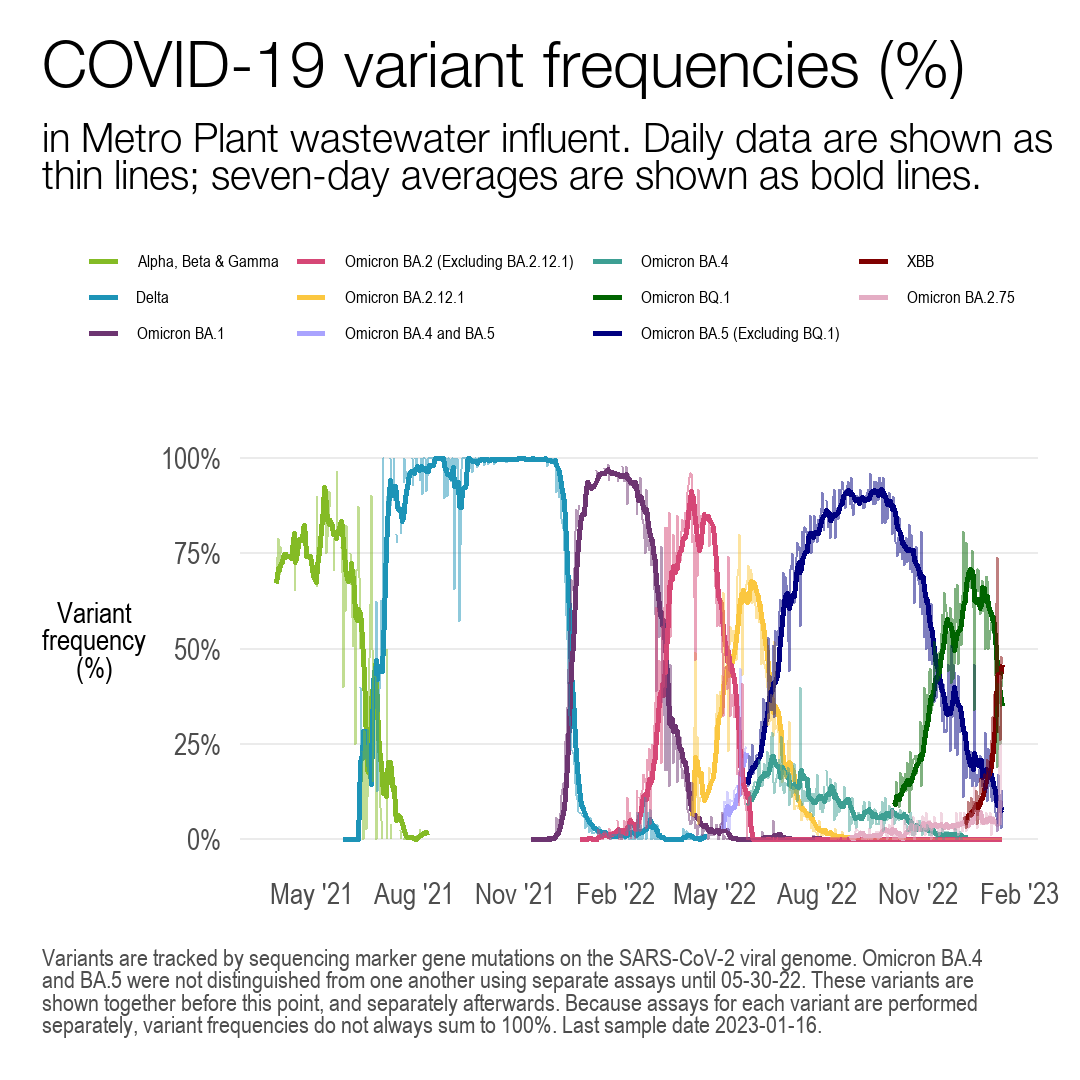 COVID-19 variant frequencies (%)
in Metro Plant wastewater influent. Daily data are shown as
thin lines; seven-day averages are shown as bold lines.
Alpha, Beta & Gamma
Omicron BA.2 (Excluding BA.2.12.1)
Omicron BA.4
XBB
Delta
Omicron BA.2.12.1
Omicron BQ.1
Omicron BA.2.75
Omicron BA.1
Omicron BA.4 and BA.5
Omicron BA.5 (Excluding BQ.1)
100%
75%
Variant
frequency
(%)
50%
25%
0%
May '21
Aug '21
Nov '21
Feb '22
May '22
Aug '22
Nov '22
Feb '23
Variants are tracked by sequencing marker gene mutations on the SARS-CoV-2 viral genome. Omicron BA.4
and BA.5 were not distinguished from one another using separate assays until 05-30-22. These variants are
shown together before this point, and separately afterwards. Because assays for each variant are performed
separately, variant frequencies do not always sum to 100%. Last sample date 2023-01-16.